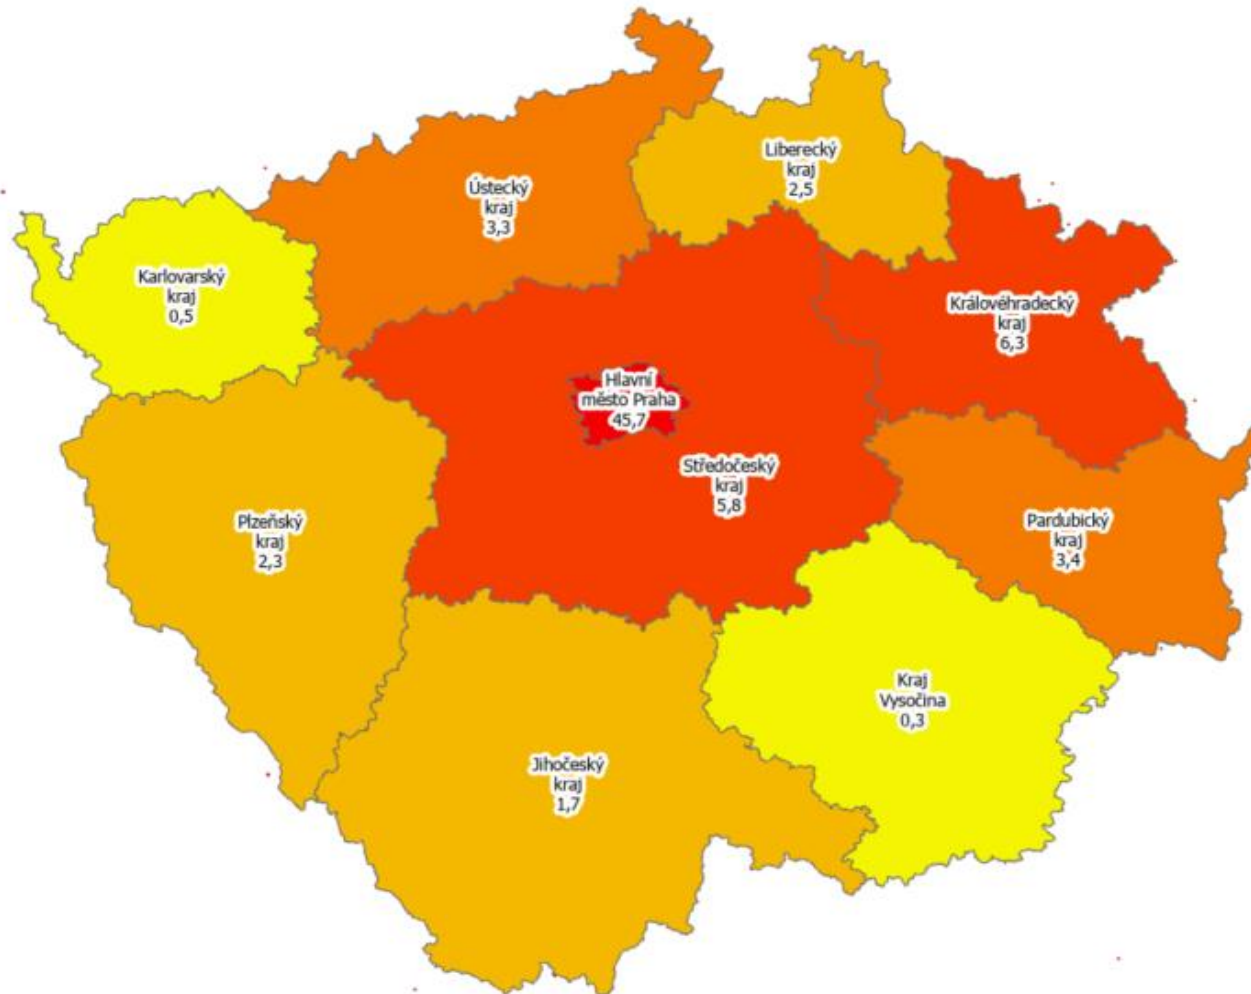 Liberecký
kraj
2,5
Ústecký
kraj
3,3
Karlovarský
kraj
0,5
Královéhradecký
kraj
6,3
Hlavní
město Praha
45,7
Středočeský
kraj
5,8
Plzeňský
kraj
2,3
Pardubický
kraj
3,4
Kraj
Vysočina
0,3
Jihočeský
kraj
1,7